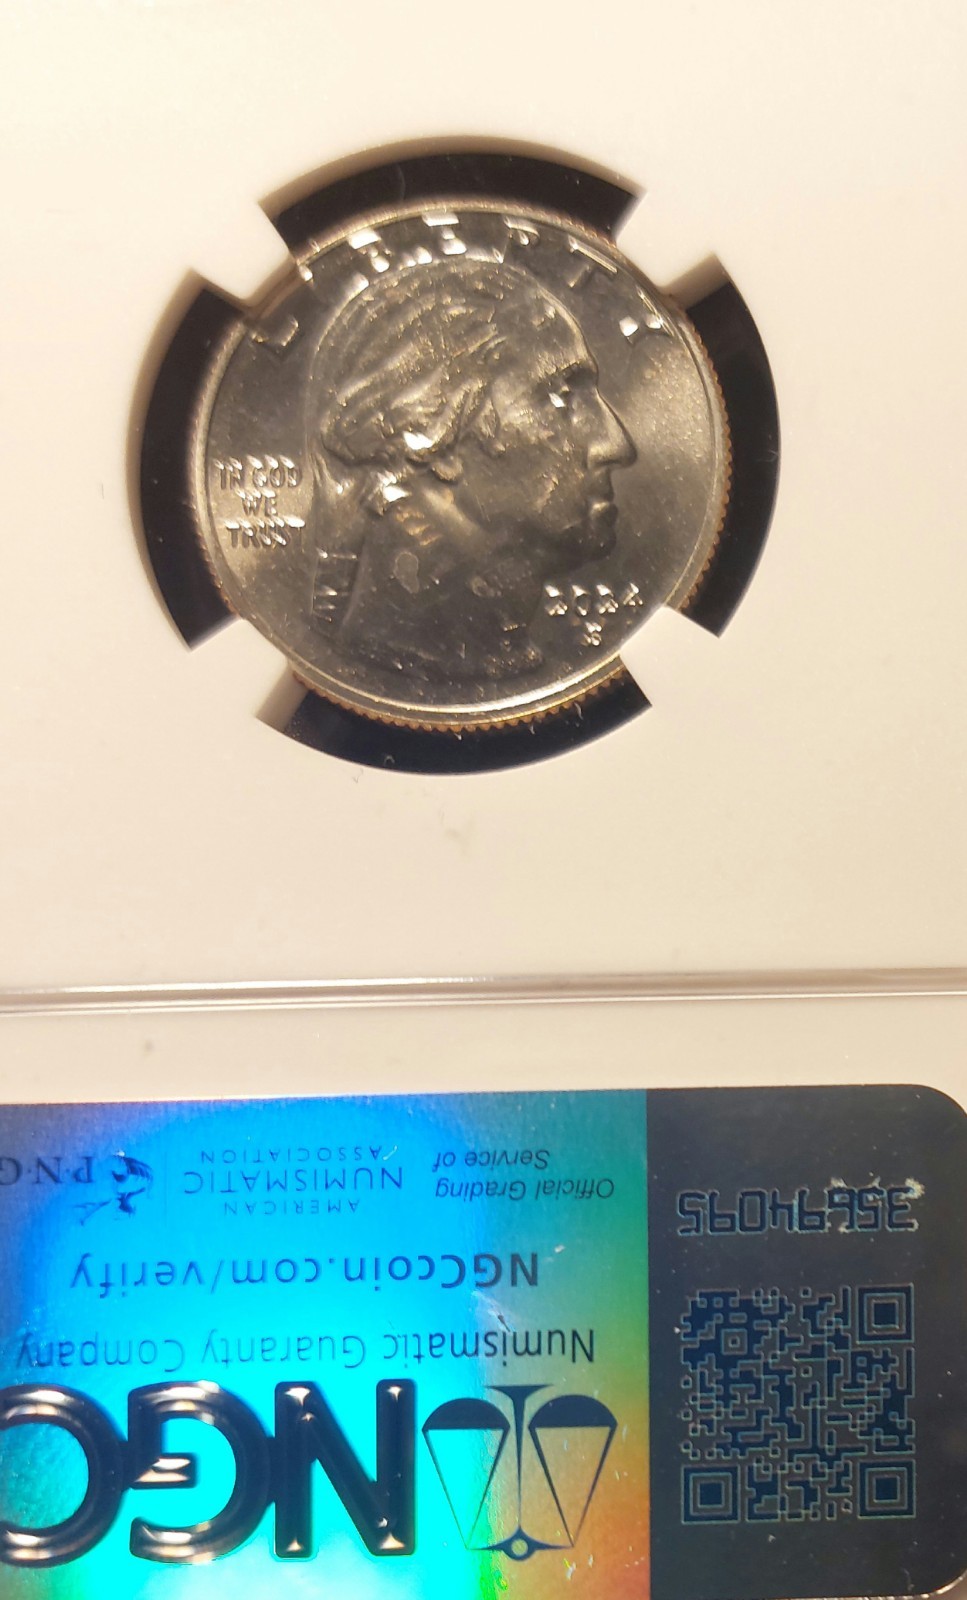 LIBERTY
IN GOD
WE
TRUST
2024
NGC
Numismatic Guaranty Company
NGCcoin.com/verify
Official Grading
Service of
AMERICAN
NUMISMATIC
ASSOCIATION
P·N·G
35694095